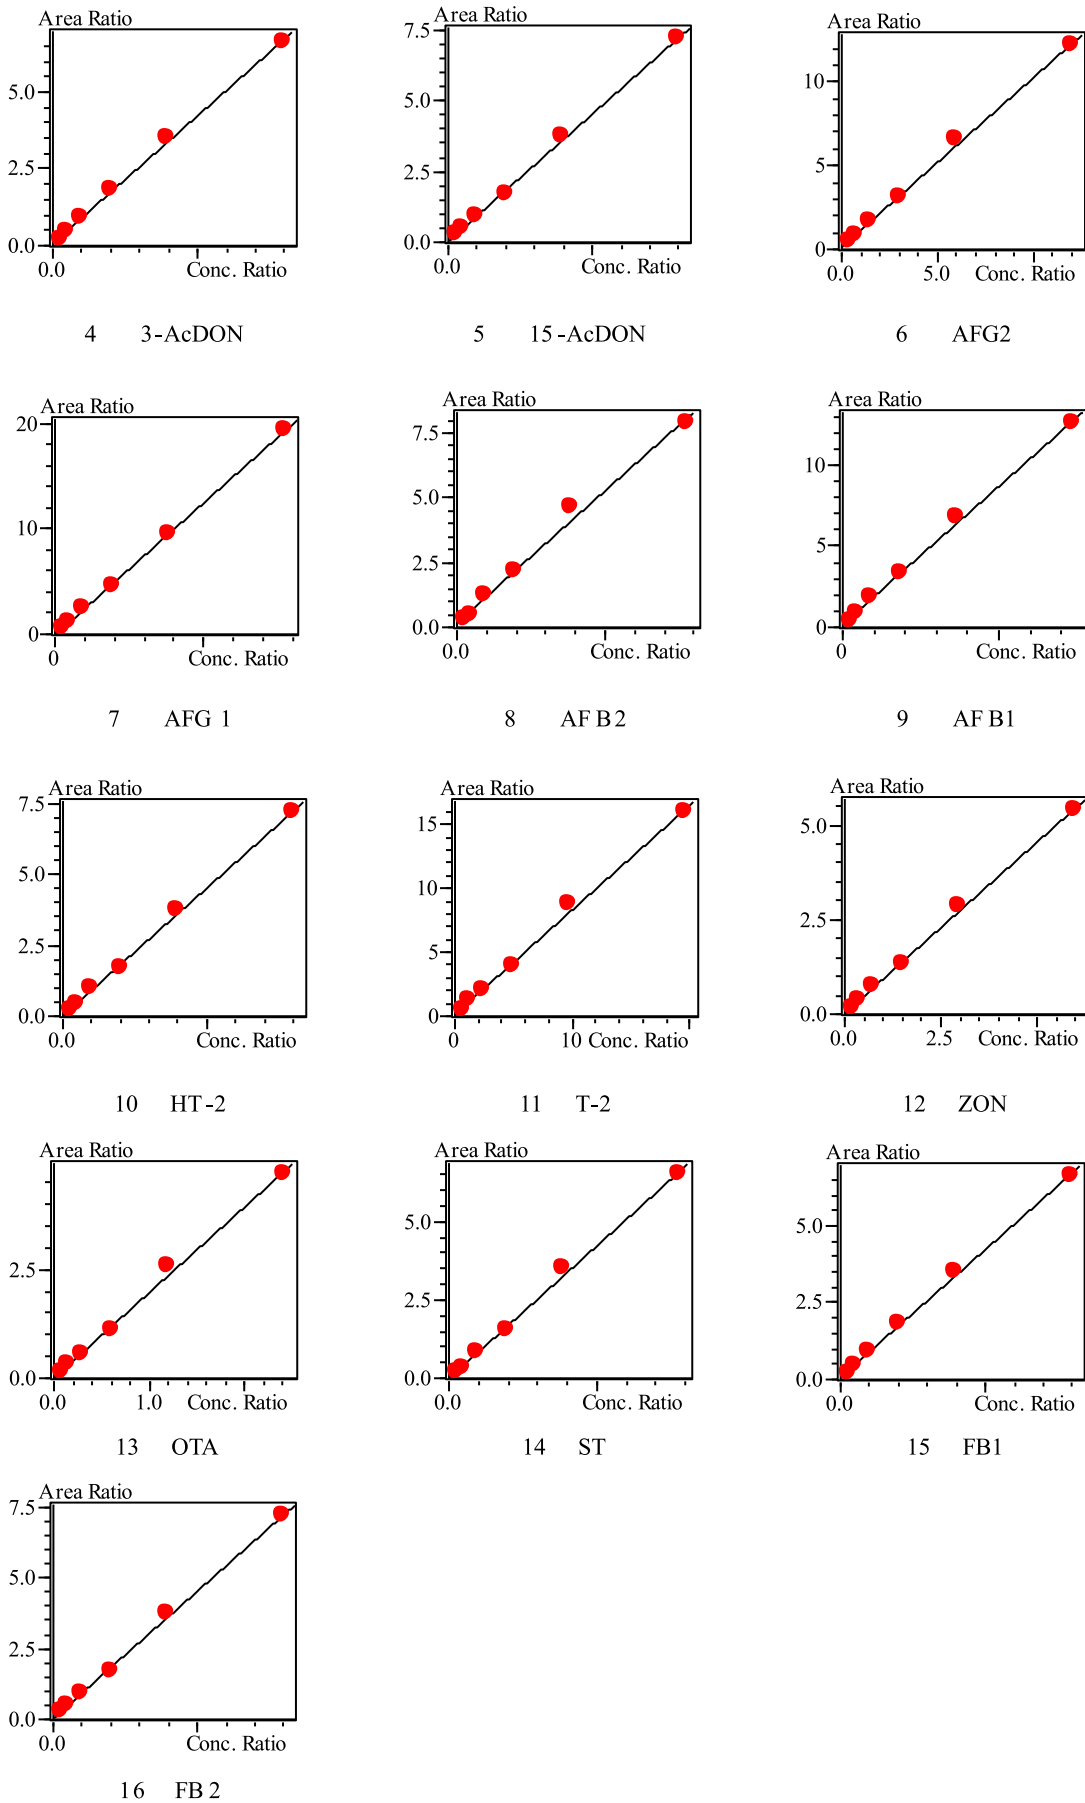 Area Ratio
5.0
2.5
0.0
0.0
Conc. Ratio
4 3-AcDON
Area Ratio
7.5
5.0
2.5
0.0
0.0
Conc. Ratio
5 15-AcDON
Area Ratio
10
5
0
0.0 5.0 Conc. Ratio
6 AFG2
Area Ratio
20
10
0
0
Conc. Ratio
7 AFG 1
Area Ratio
7.5
5.0
2.5
0.0
0.0
Conc. Ratio
8 AF B2
Area Ratio
10
5
0
0
Conc. Ratio
9 AF B1
Area Ratio
7.5
5.0
2.5
0.0
0.0
Conc. Ratio
10 HT-2
Area Ratio
15
10
5
0
0 10 Conc. Ratio
11 T-2
Area Ratio
5.0
2.5
0.0
0.0 2.5 Conc. Ratio
12 ZON
Area Ratio
2.5
0.0
0.0 1.0 Conc. Ratio
13 OTA
Area Ratio
5.0
2.5
0.0
0.0
Conc. Ratio
14 ST
Area Ratio
5.0
2.5
0.0
0.0
Conc. Ratio
15 FB1
Area Ratio
7.5
5.0
2.5
0.0
0.0
Conc. Ratio
16 FB 2